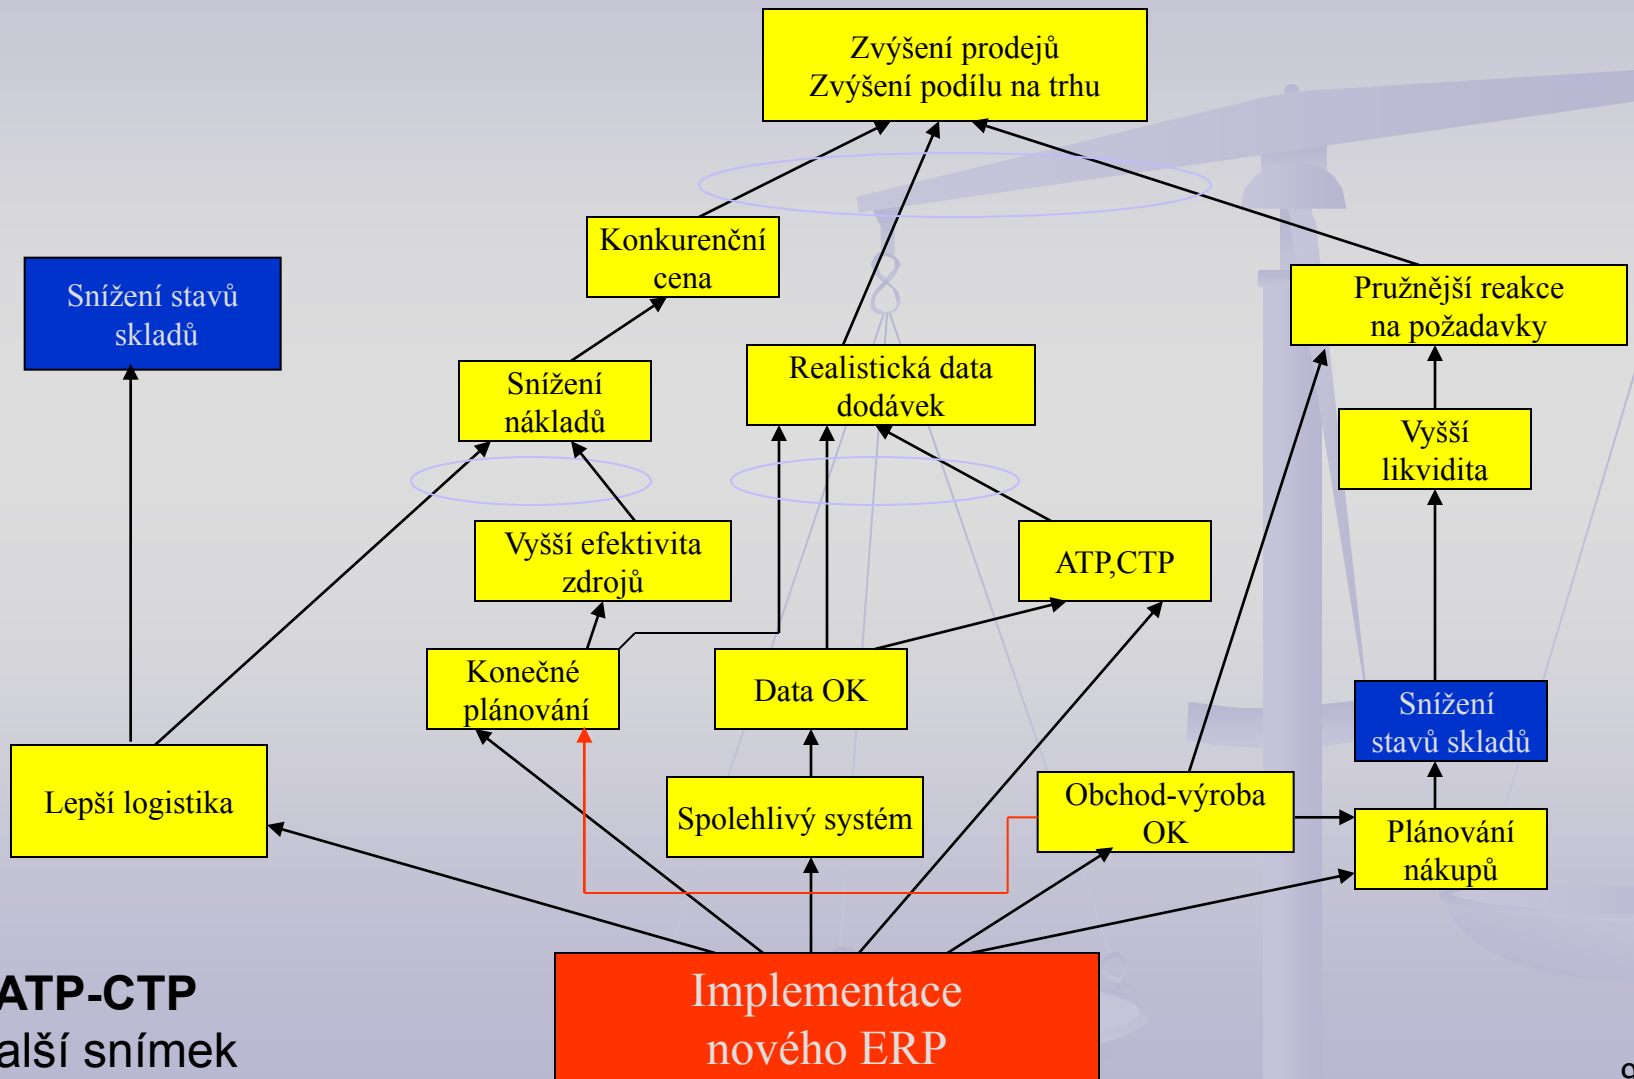 Zvýšení prodejů
Zvýšení podílu na trhu
Konkurenční
cena
Snížení stavů
skladů
Pružnější reakce
na požadavky
Snížení
nákladů
Realistická data
dodávek
Vyšší
likvidita
Vyšší efektivita
zdrojů
ATP,CTP
Konečné
plánování
Data OK
Snížení
stavů skladů
Lepší logistika
Spolehlivý systém
Obchod-výroba
OK
Plánování
nákupů
Implementace
nového ERP
ATP-CTP
alší snímek